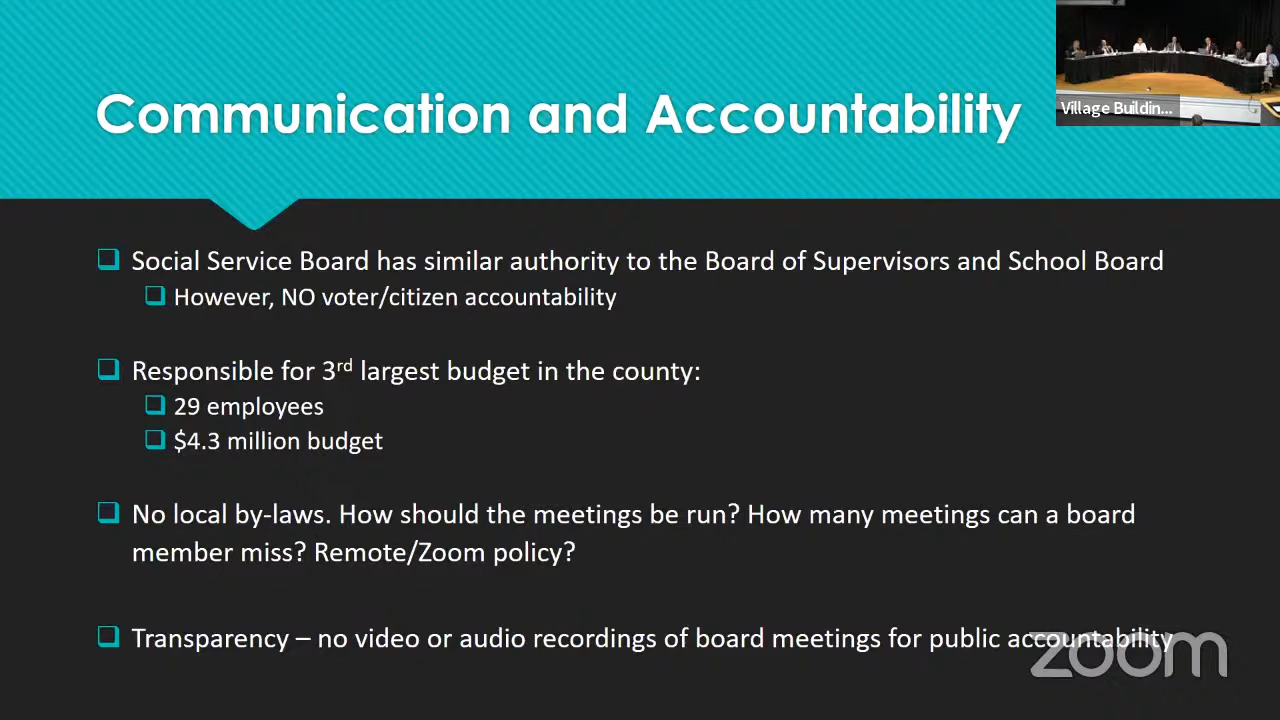 Communication and Accountability
Village Buildin...
Social Service Board has similar authority to the Board of Supervisors and School Board
However, NO voter/citizen accountability
Responsible for 3rd largest budget in the county:
29 employees
$4.3 million budget
No local by-laws. How should the meetings be run? How many meetings can a board
member miss? Remote/Zoom policy?
Transparency – no video or audio recordings of board meetings for public accountability
zoom